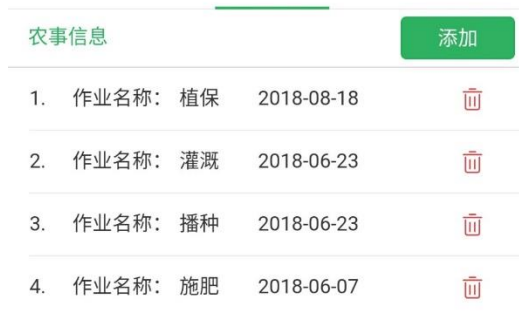 农事信息 添加
1. 作业名称： 植保 2018-08-18
2. 作业名称： 灌溉 2018-06-23
3. 作业名称： 播种 2018-06-23
4. 作业名称： 施肥 2018-06-07